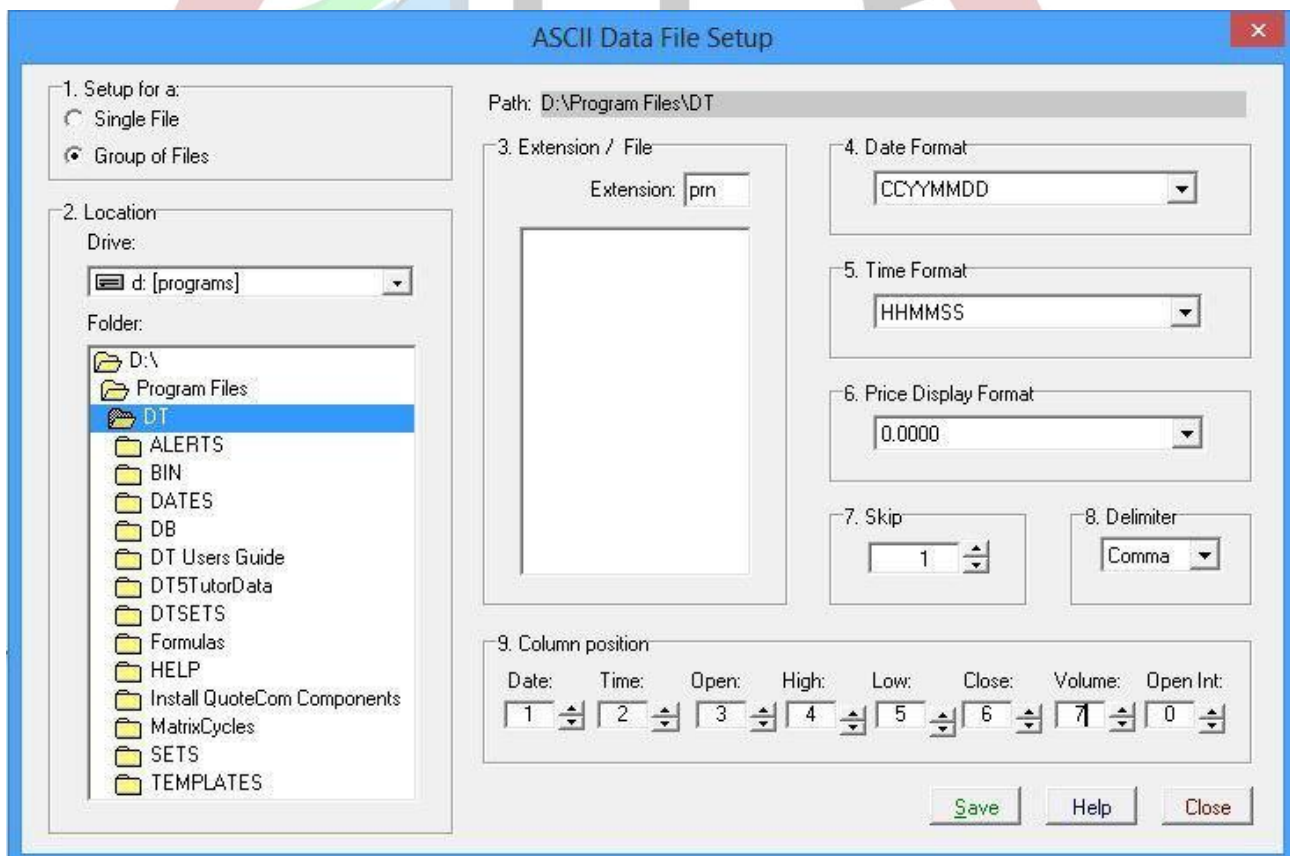 ASCII Data File Setup
1. Setup for a:
Single File
Group of Files
2. Location
Drive:
d: [programs]
Folder:
D:\
Program Files
DT
ALERTS
BIN
DATES
DB
DT Users Guide
DT5TutorData
DTSETS
Formulas
HELP
Install QuoteCom Components
MatrixCycles
SETS
TEMPLATES
Path: D:\Program Files\DT
3. Extension / File
Extension: prn
4. Date Format
CCYYMMDD
5. Time Format
HHMMSS
6. Price Display Format
0.0000
7. Skip
1
8. Delimiter
Comma
9. Column position
Date: Time: Open: High: Low: Close: Volume: Open Int:
1 2 3 4 5 6 7 0
Save Help Close